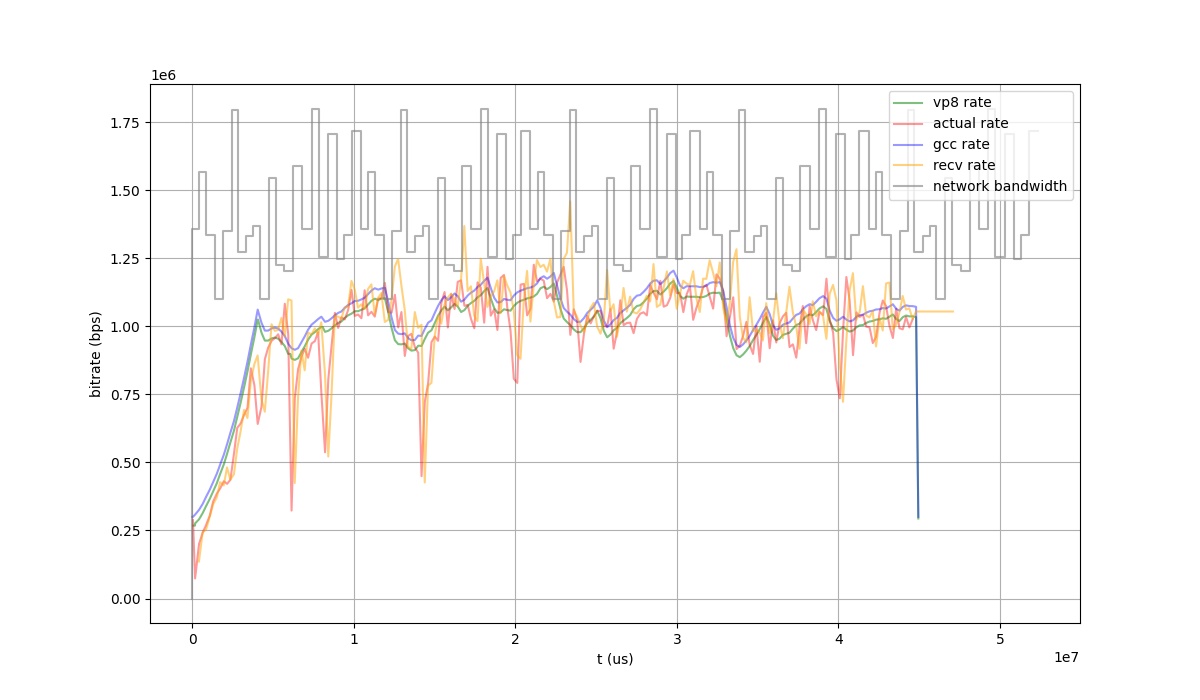 1e6
vp8 rate
actual rate
gcc rate
recv rate
network bandwidth
1.75
1.50
1.25
1.00
0.75
0.50
0.25
0.00
bitrate (bps)
0 1 2 3 4 5
t (us)
1e7